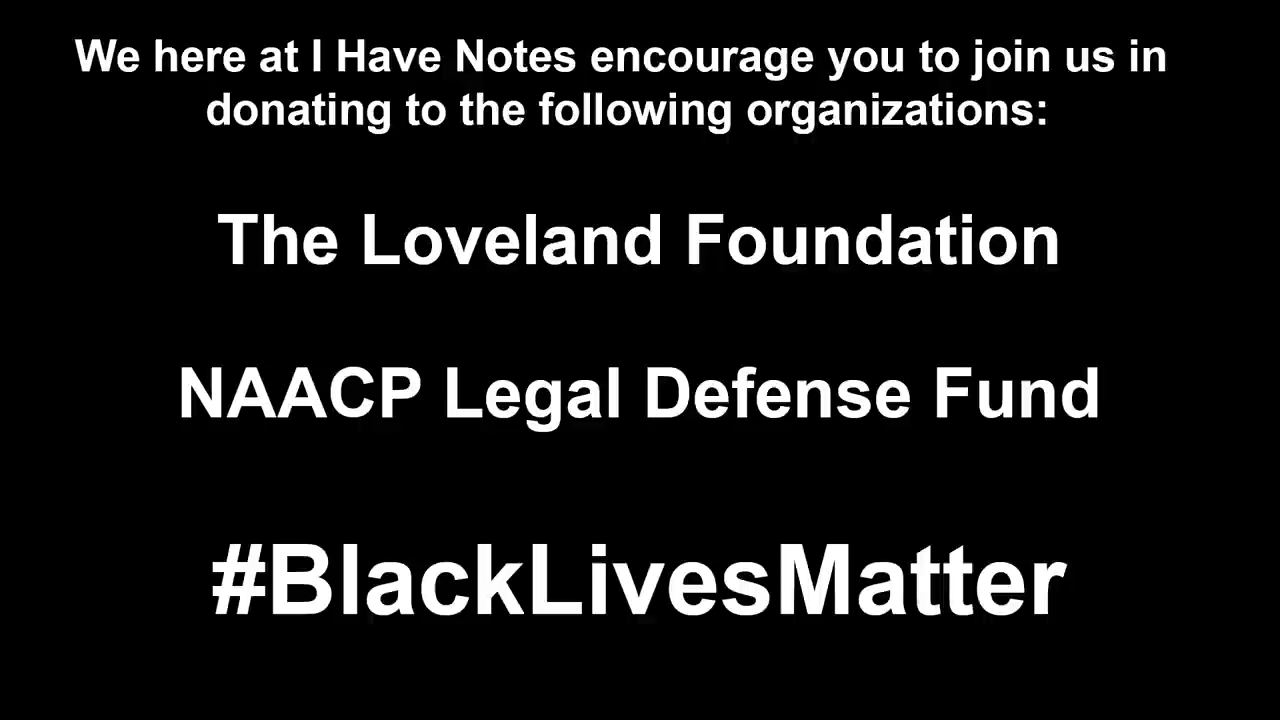 We here at I Have Notes encourage you to join us in
donating to the following organizations:
The Loveland Foundation
NAACP Legal Defense Fund
#BlackLivesMatter